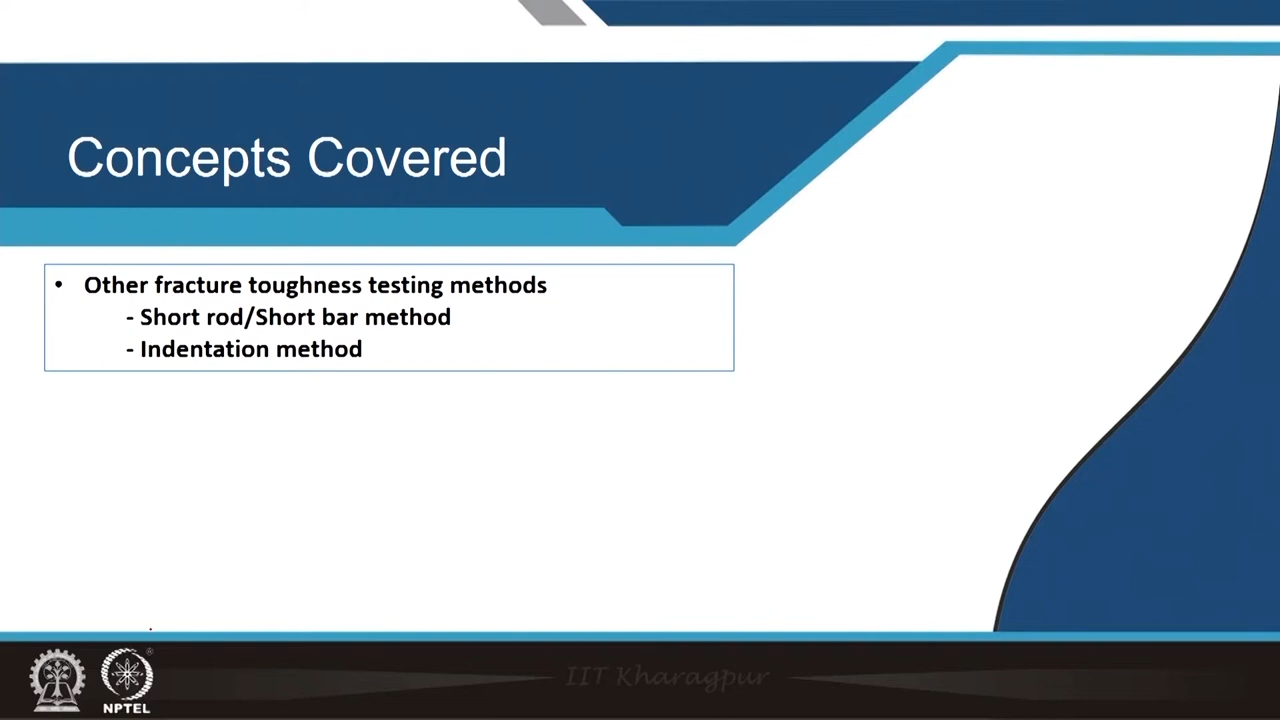 Concepts Covered
• Other fracture toughness testing methods
- Short rod/Short bar method
- Indentation method
IIT Kharagpur
®
NPTEL